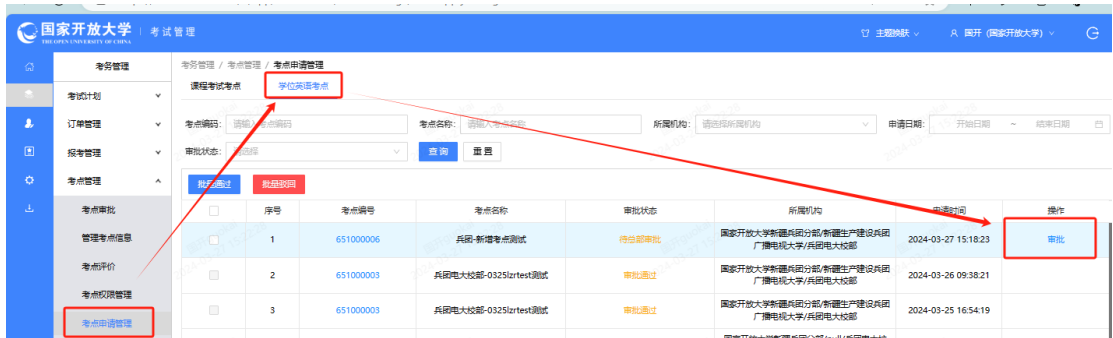 国家开放大学 考试管理
THE OPEN UNIVERSITY OF CHINA
主题换肤 国开 (国家开放大学)
考务管理
考务管理 / 考点管理 / 考点申请管理
课程考试考点 学位英语考点
考试计划
订单管理
报考管理
考点管理
考点审批
管理考点信息
考点评价
考点权限管理
考点申请管理
考点编码: 请输入考点编码 考点名称: 请输入考点名称 所属机构: 请选择所属机构 申请日期: 开始日期 ~ 结束日期
审批状态: 请选择 查询 重置
批量通过 批量驳回
序号 考点编号 考点名称 审批状态 所属机构 申请时间 操作
1 651000006 兵团-新增考点测试 待总部审批 国家开放大学新疆兵团分部/新疆生产建设兵团 2024-03-27 15:18:23 审批
广播电视大学/兵团电大校部
2 651000003 兵团电大校部-0325lzrtest测试 审批通过 国家开放大学新疆兵团分部/新疆生产建设兵团 2024-03-26 09:38:21
广播电视大学/兵团电大校部
3 651000003 兵团电大校部-0325lzrtest测试 审批通过 国家开放大学新疆兵团分部/新疆生产建设兵团 2024-03-25 16:54:19
广播电视大学/兵团电大校部